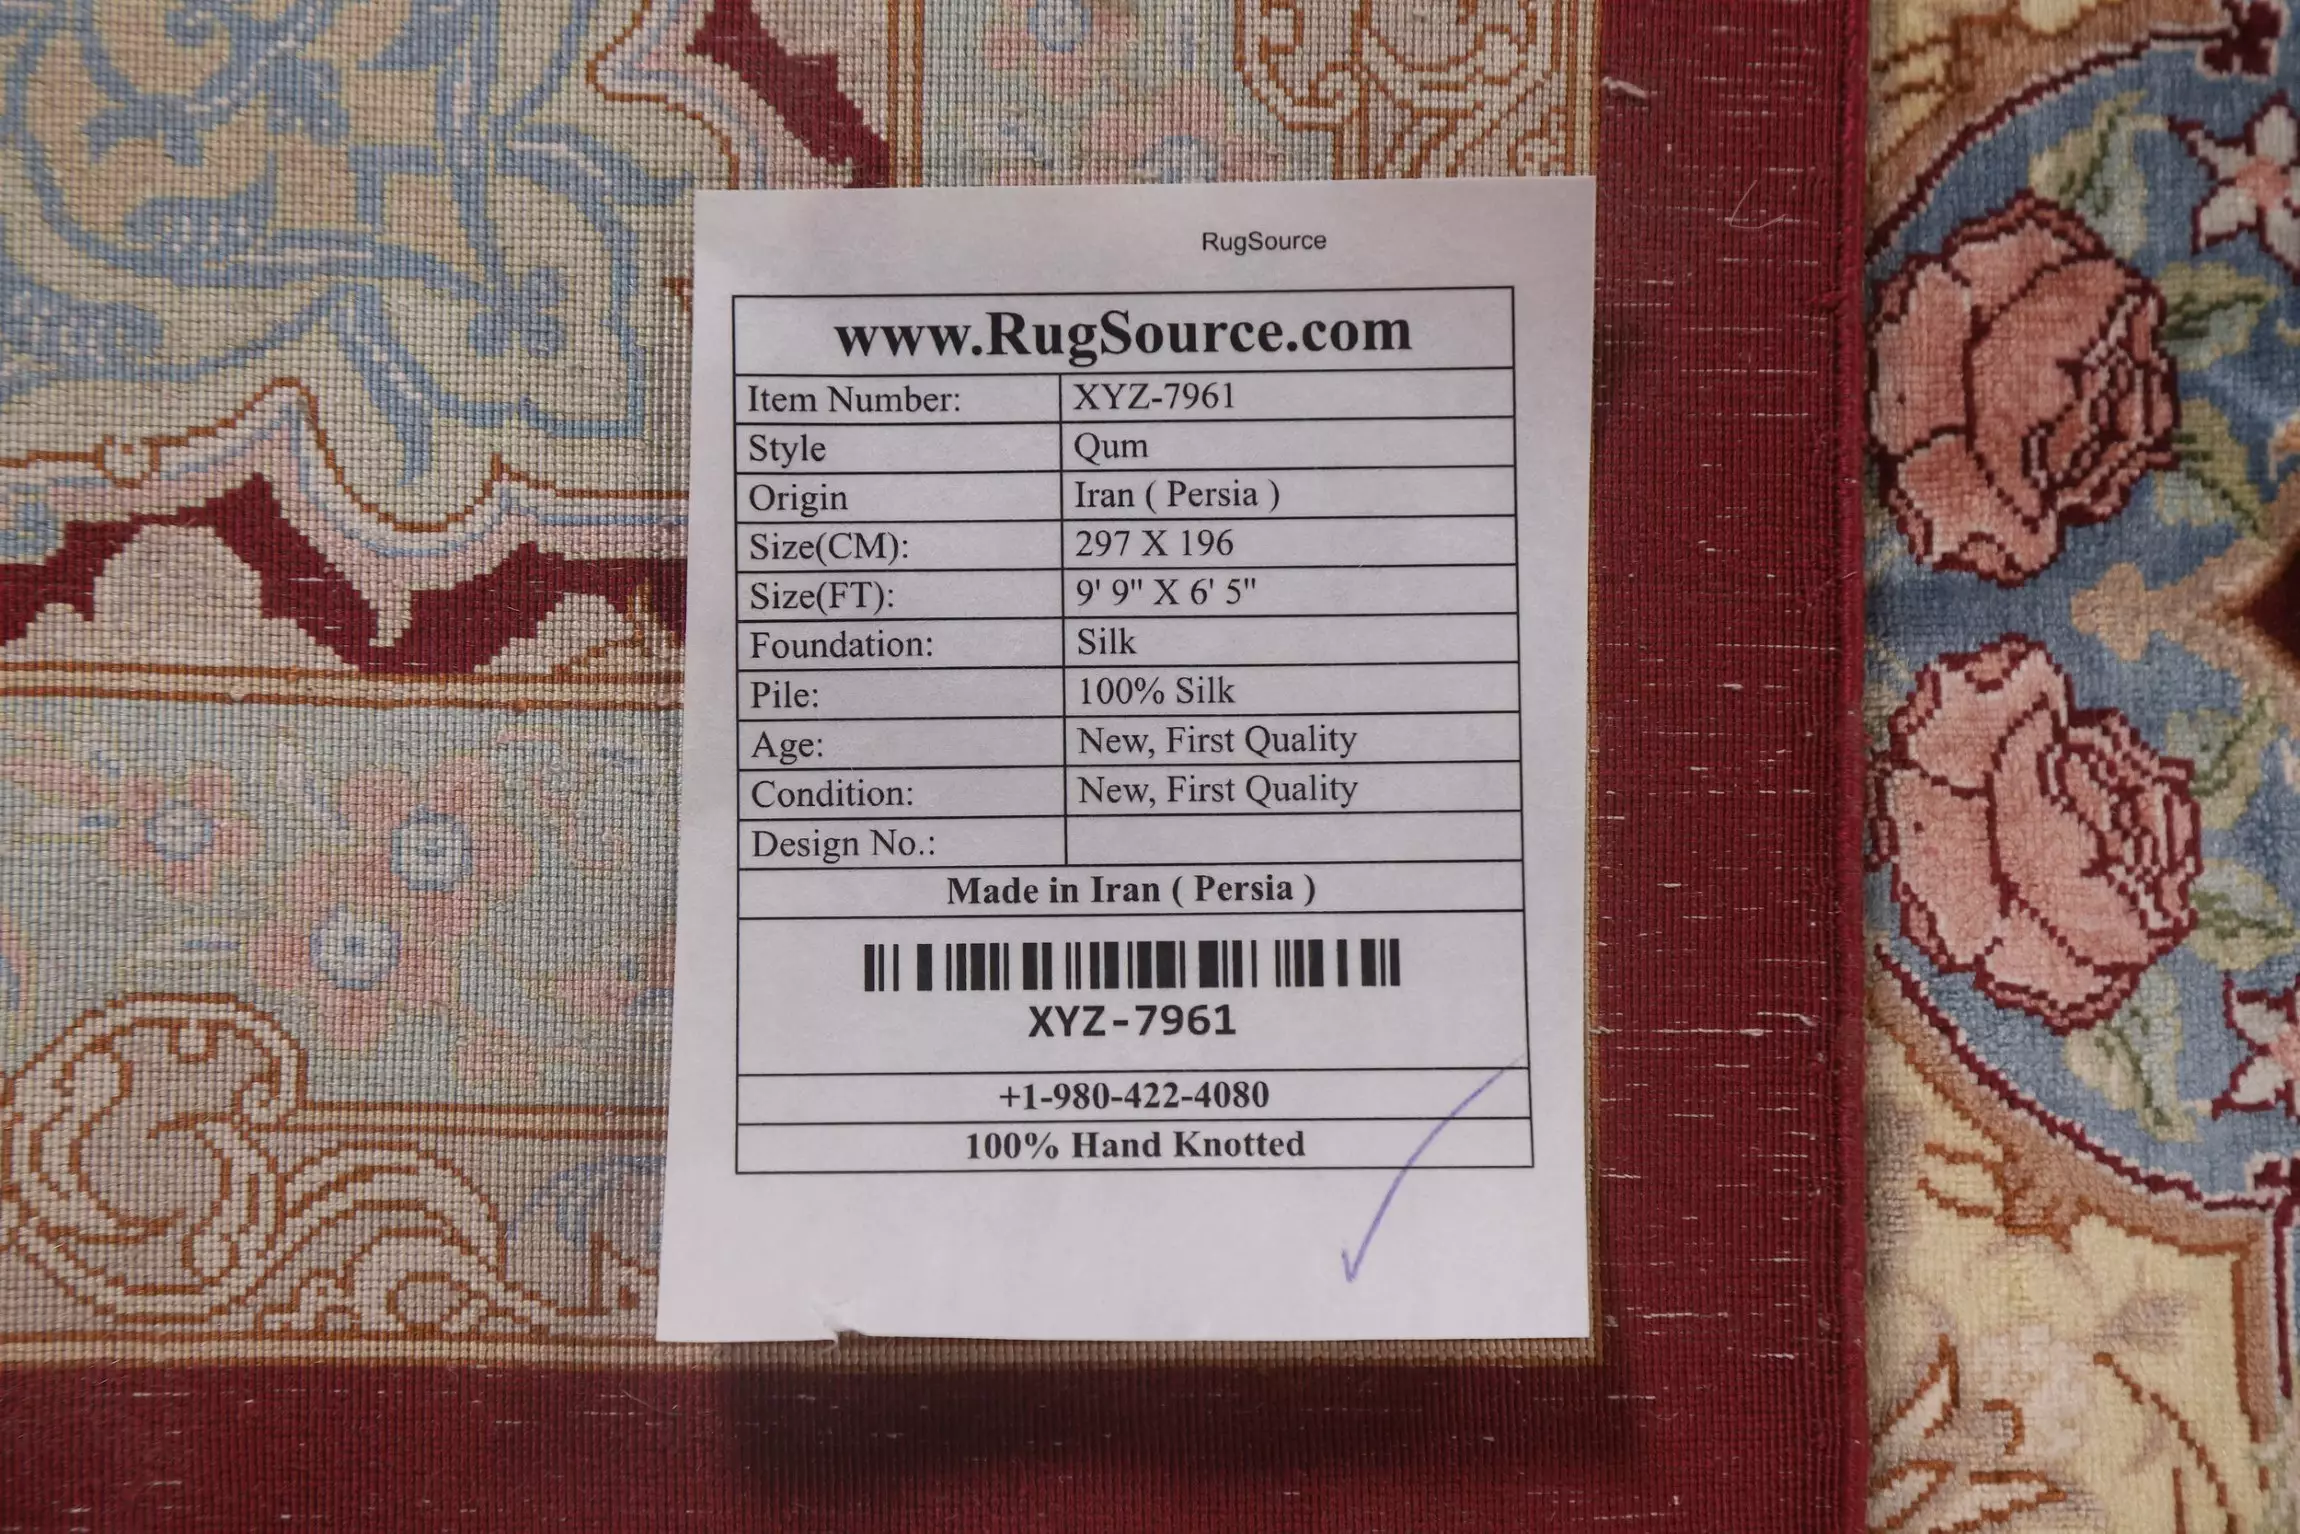 RugSource
www.RugSource.com
Item Number: XYZ-7961
Style Qum
Origin Iran ( Persia )
Size(CM): 297 X 196
Size(FT): 9' 9" X 6' 5"
Foundation: Silk
Pile: 100% Silk
Age: New, First Quality
Condition: New, First Quality
Design No.:
Made in Iran ( Persia )
XYZ-7961
+1-980-422-4080
100% Hand Knotted